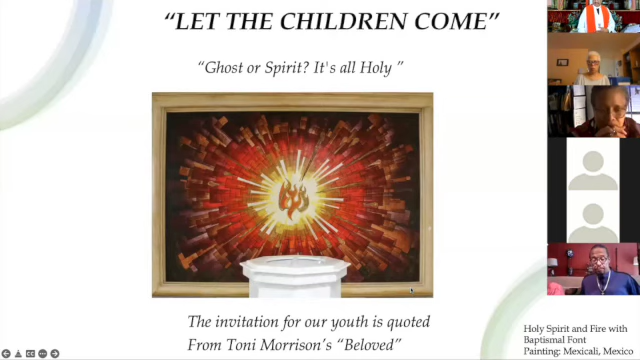 “LET THE CHILDREN COME”
“Ghost or Spirit? It's all Holy ”
The invitation for our youth is quoted
From Toni Morrison’s “Beloved”
Holy Spirit and Fire with
Baptismal Font
Painting: Mexicali, Mexico